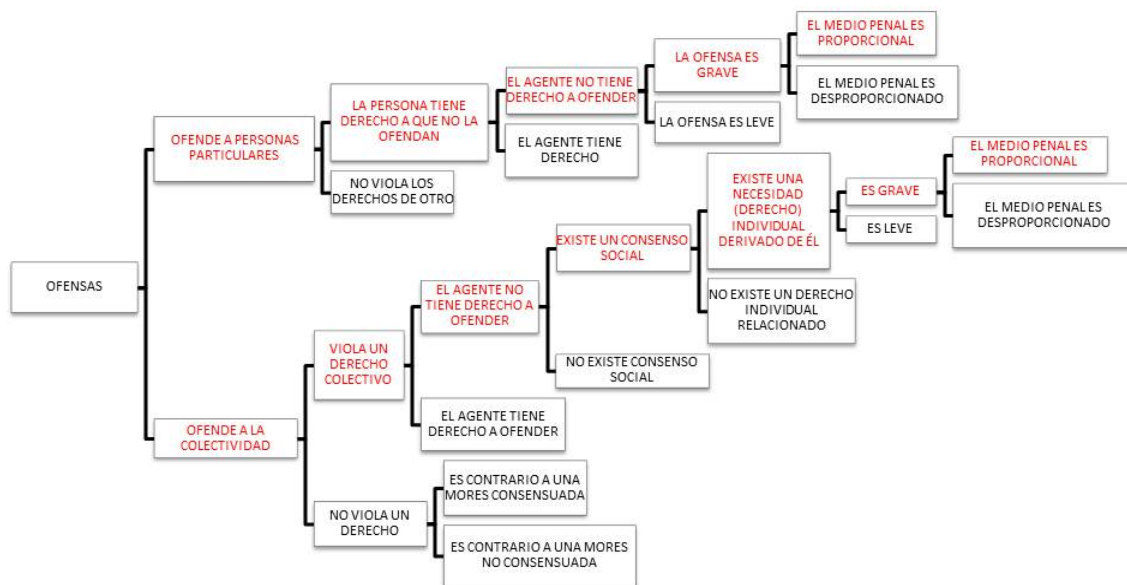 OFENSAS
OFENDE A PERSONAS
PARTICULARES
LA PERSONA TIENE
DERECHO A QUE NO LA
OFENDAN
EL AGENTE NO TIENE
DERECHO A OFENDER
LA OFENSA ES
GRAVE
EL MEDIO PENAL ES
PROPORCIONAL
EL MEDIO PENAL ES
DESPROPORCIONADO
LA OFENSA ES LEVE
EL AGENTE TIENE
DERECHO
NO VIOLA LOS
DERECHOS DE OTRO
OFENDE A LA
COLECTIVIDAD
VIOLA UN
DERECHO
COLECTIVO
EL AGENTE NO
TIENE DERECHO A
OFENDER
EXISTE UN CONSENSO
SOCIAL
EXISTE UNA
NECESIDAD
(DERECHO)
INDIVIDUAL
DERIVADO DE ÉL
ES GRAVE
EL MEDIO PENAL ES
PROPORCIONAL
EL MEDIO PENAL ES
DESPROPORCIONADO
ES LEVE
NO EXISTE UN DERECHO
INDIVIDUAL
RELACIONADO
NO EXISTE CONSENSO
SOCIAL
EL AGENTE TIENE
DERECHO A OFENDER
NO VIOLA UN
DERECHO
ES CONTRARIO A UNA
MORES CONSENSUADA
ES CONTRARIO A UNA MORES
NO CONSENSUADA